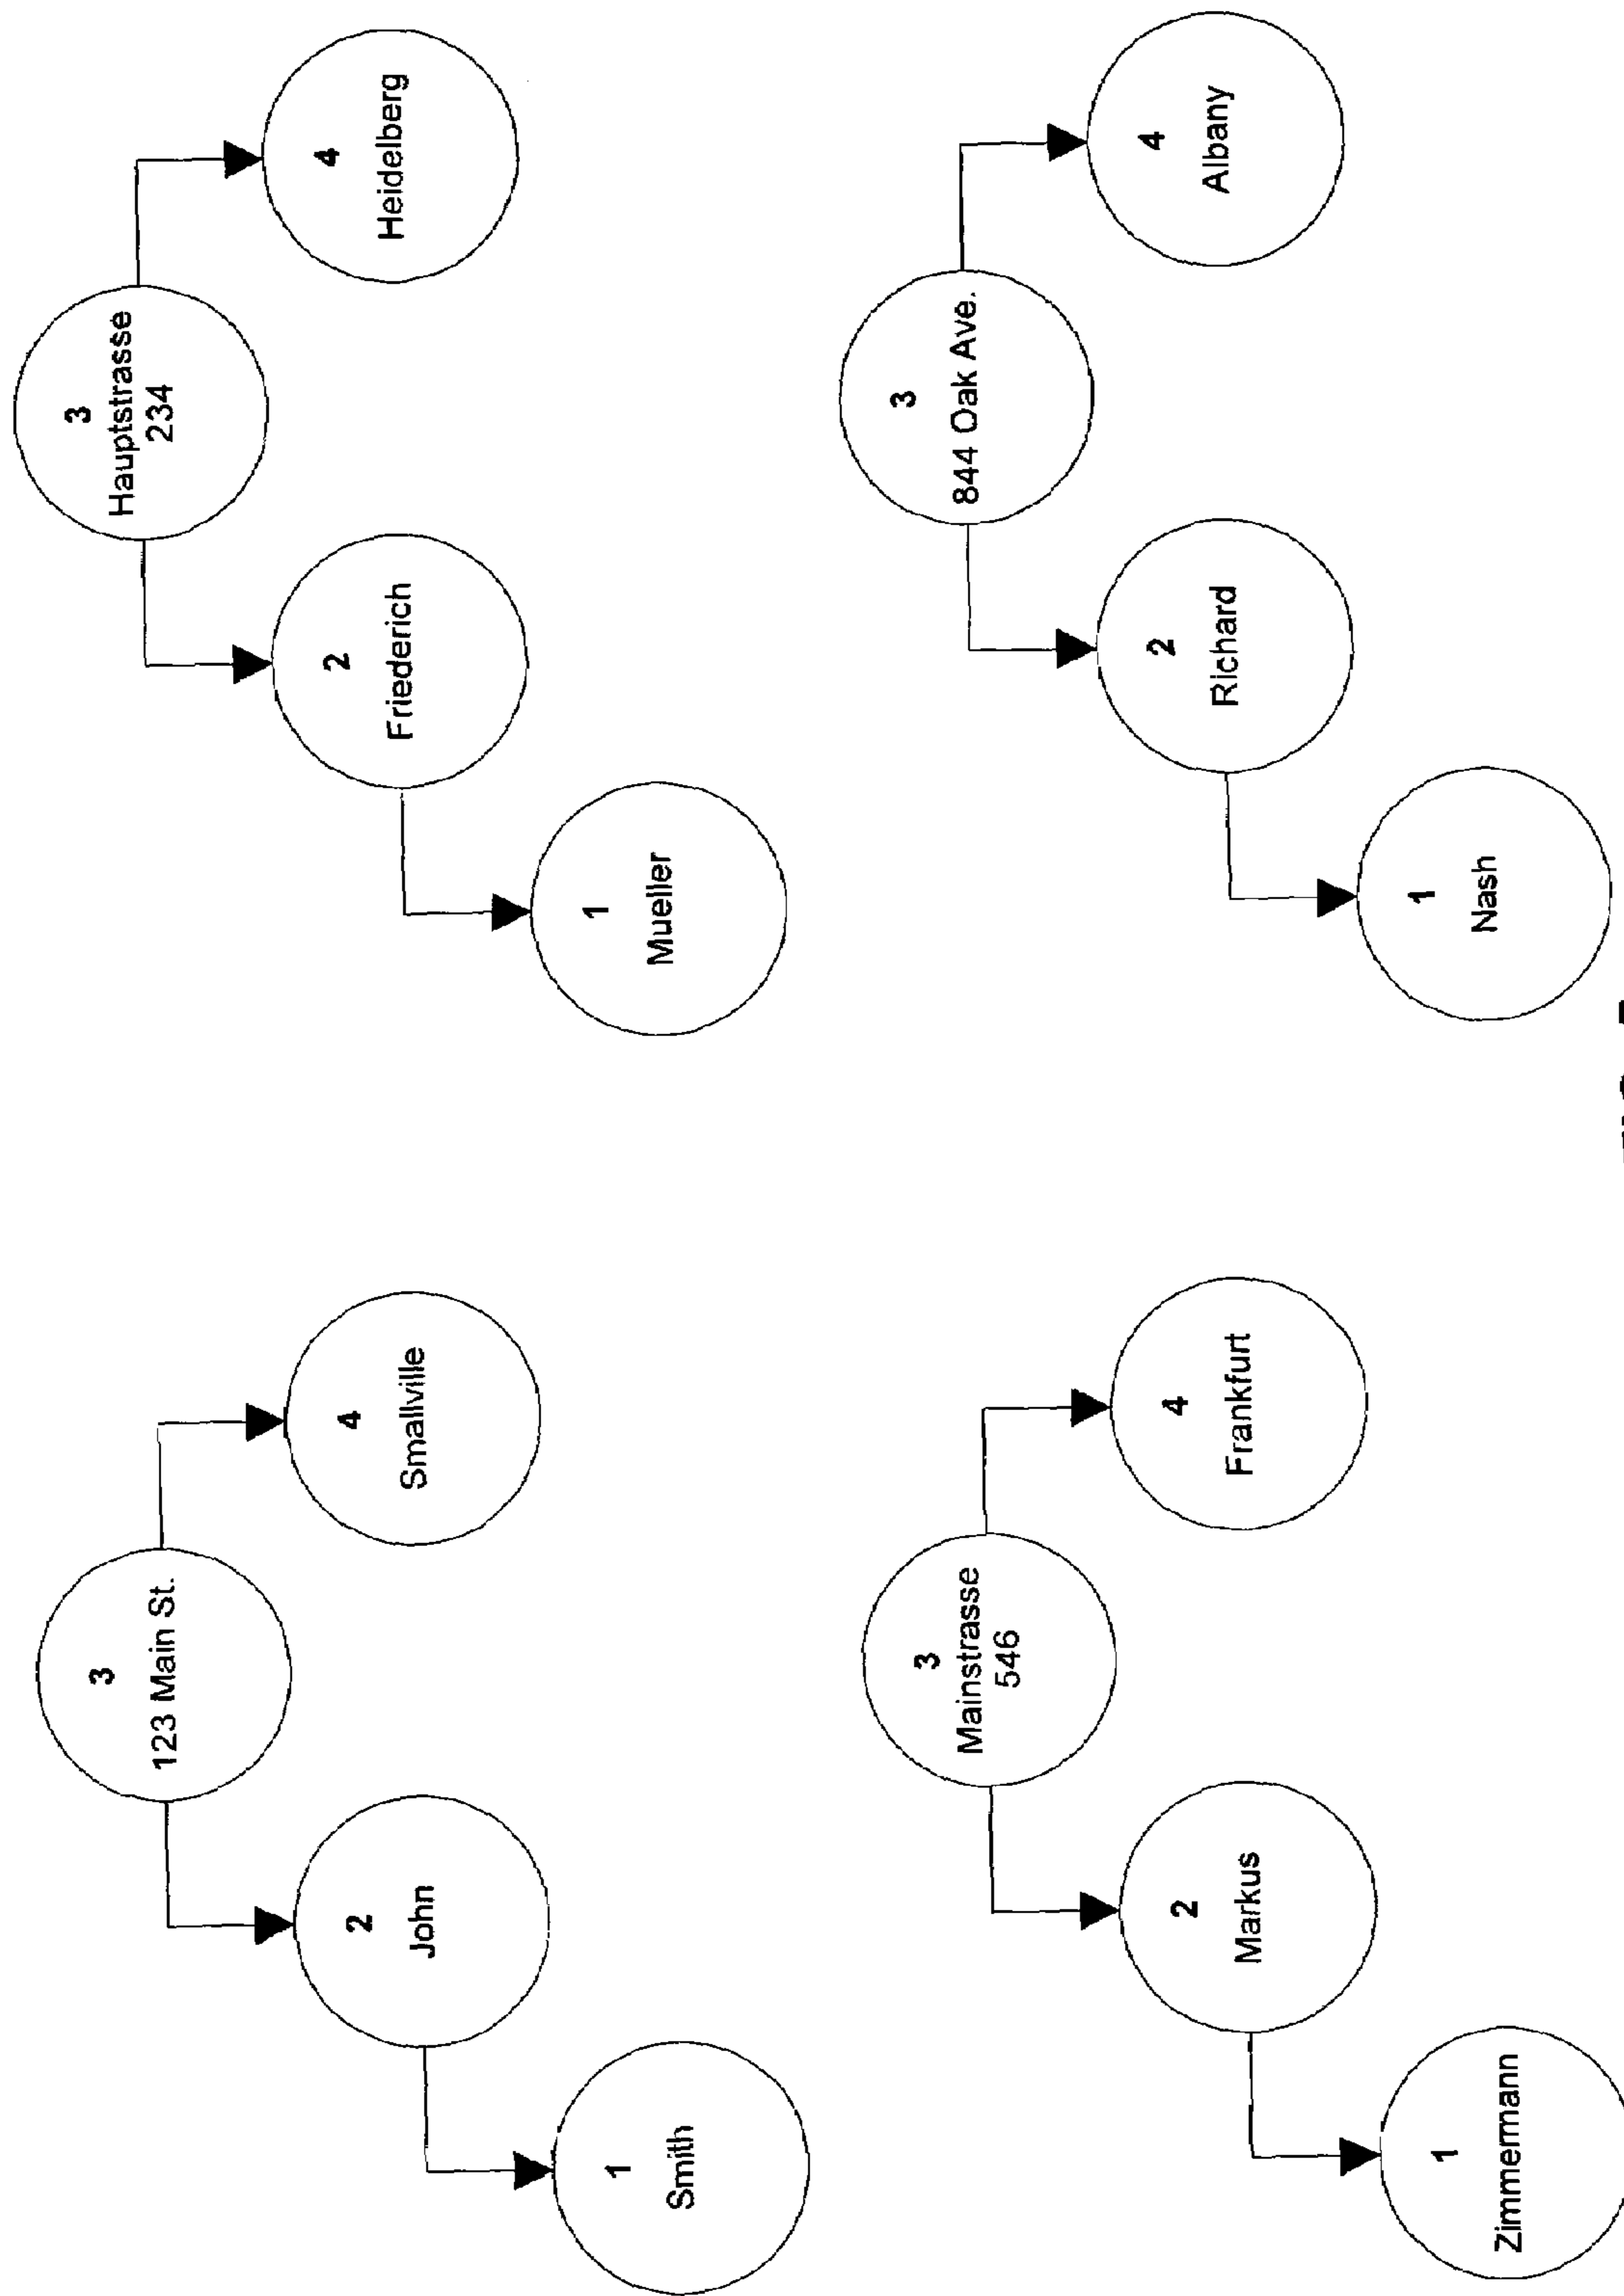 3
123 Main St.
2
John
4
Smallville
1
Smith
3
Hauptstrasse
234
2
Friederich
4
Heidelberg
1
Mueller
3
Mainstrasse
546
2
Markus
4
Frankfurt
1
Zimmermann
3
844 Oak Ave.
2
Richard
4
Albany
1
Nash